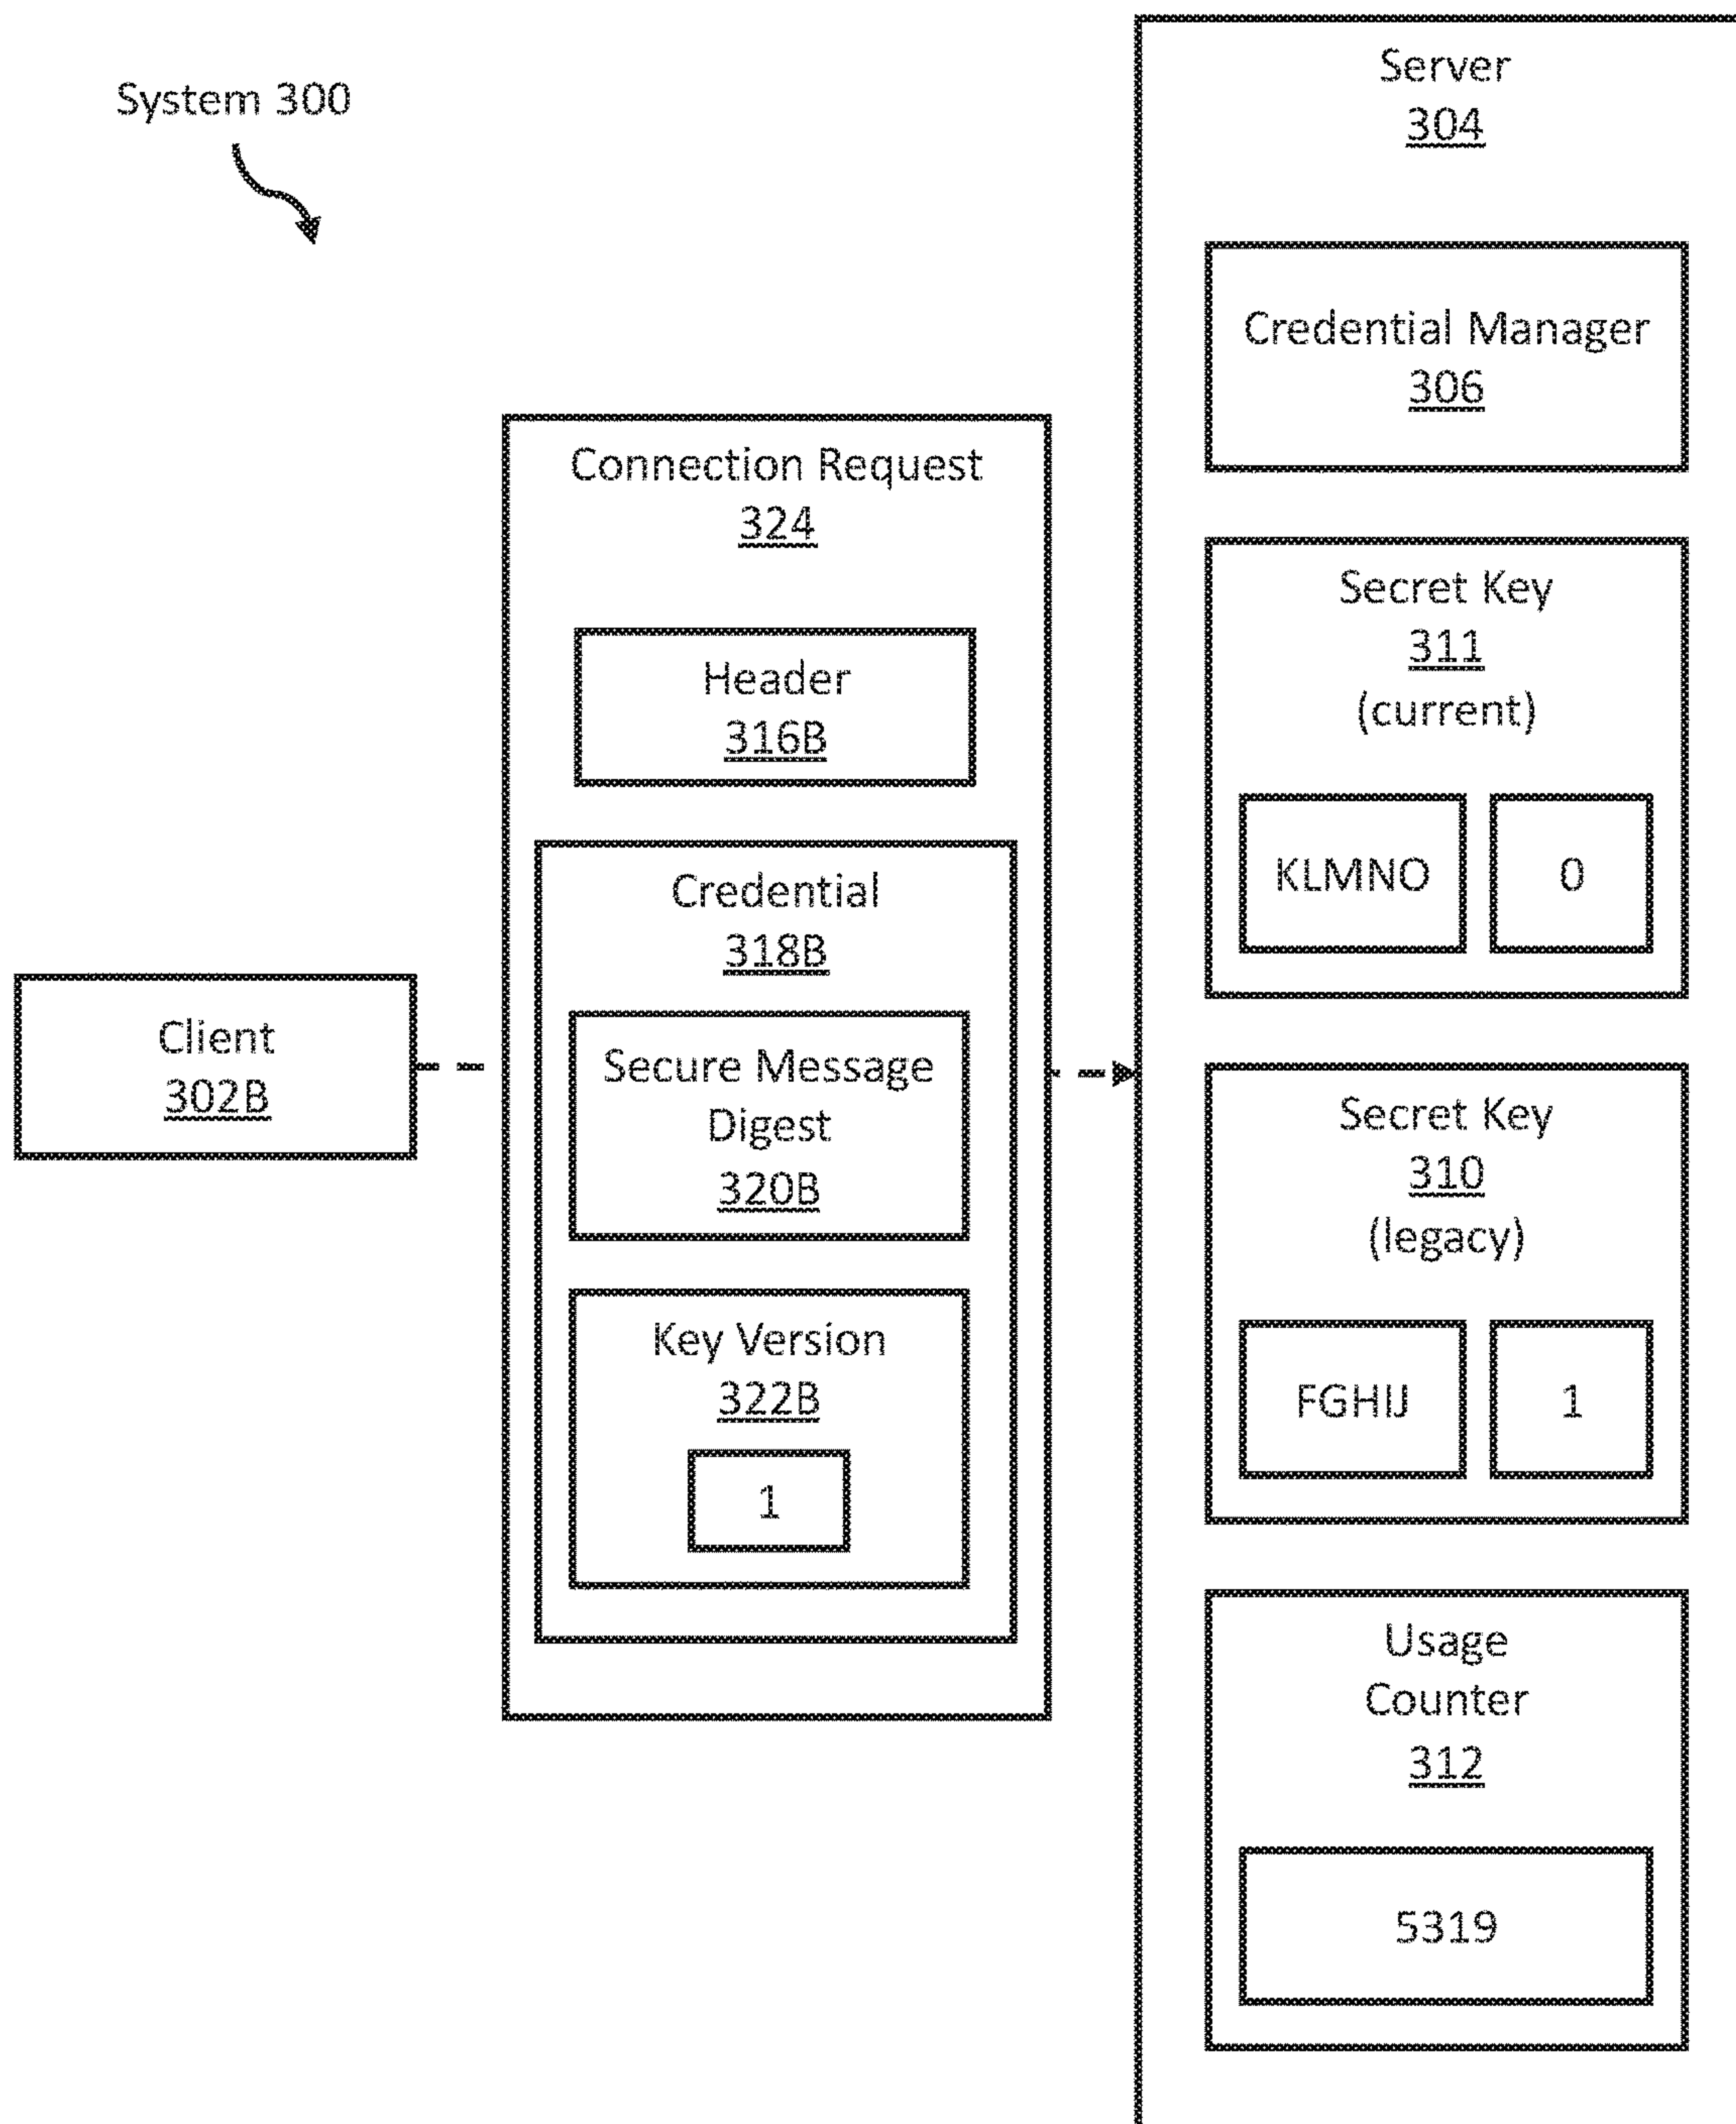 System 300
Server
304
Credential Manager
306
Connection Request
324
Header
316B
Credential
318B
Secure Message
Digest
320B
Key Version
322B
1
Client
302B
Secret Key
311
(current)
KLMNO
0
Secret Key
310
(legacy)
FGHIJ
1
Usage
Counter
312
5319